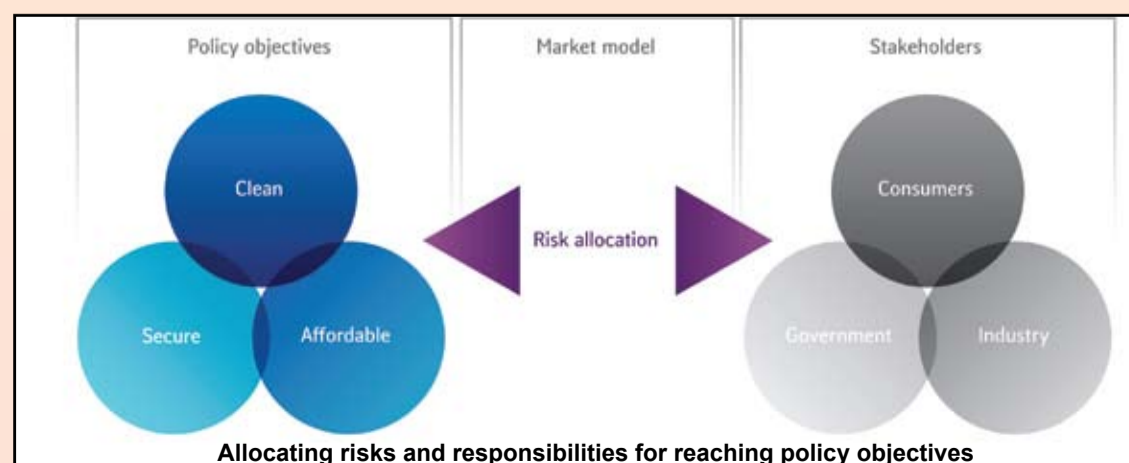 Policy objectives
Market model
Stakeholders
Clean
Secure
Affordable
Risk allocation
Consumers
Government
Industry
Allocating risks and responsibilities for reaching policy objectives